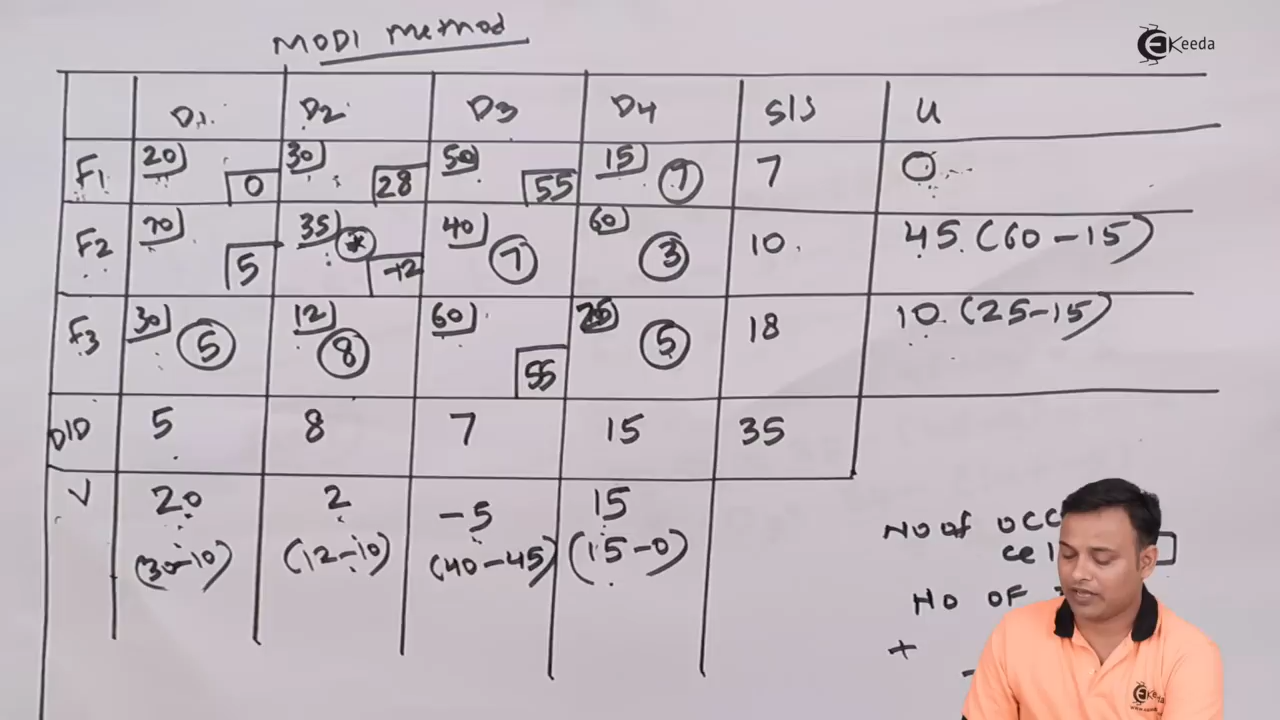 MODI method
EKeeda
D1 D2 D3 D4 S/S U
F1 20 0 30 28 50 55 15 7 7 0
F2 70 5 35 * -12 40 7 60 3 10 45 (60-15)
F3 30 5 12 8 60 55 25 5 18 10 (25-15)
D/D 5 8 7 15 35
V 20 2 -5 15
(30-10) (12-10) (40-45) (15-0)
No of occ
cel
No OF
+
-
EKeeda